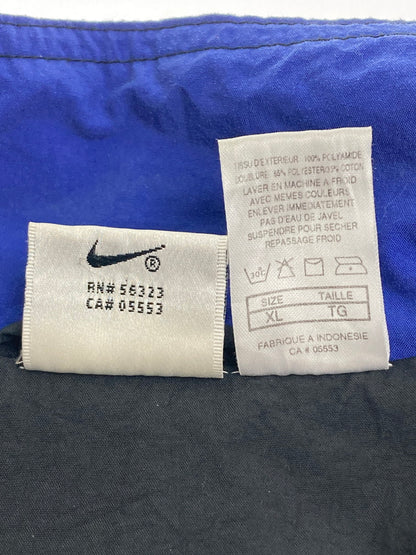 ®
RN# 56323
CA# 05553
TISSU D'EXTERIEUR 100% POLYAMIDE
DOUBLURE 65% POLYESTER/35% COTON
LAVER EN MACHINE A FROID
AVEC MEMES COULEURS
ENLEVER IMMEDIATEMENT
PAS D'EAU DE JAVEL
SUSPENDRE POUR SECHER
REPASSAGE FROID
30°C
SIZE TAILLE
XL TG
FABRIQUE A INDONESIE
CA # 05553